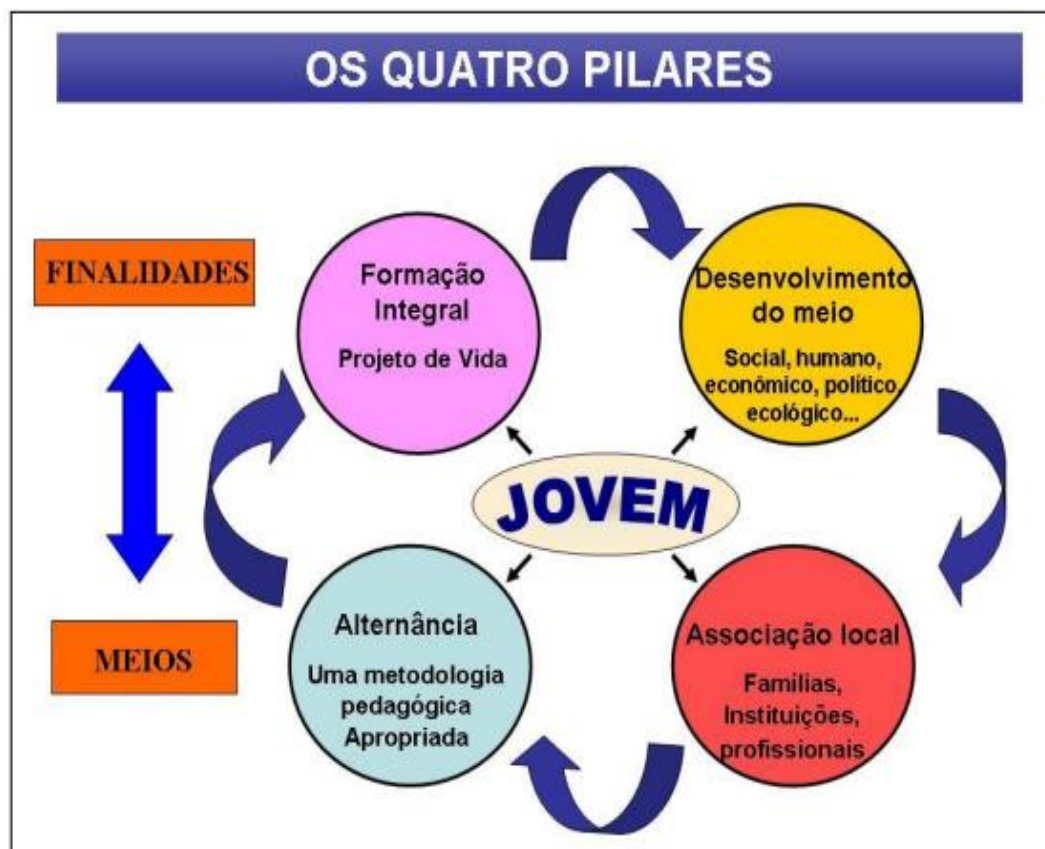 OS QUATRO PILARES
FINALIDADES
Formação
Integral
Projeto de Vida
Desenvolvimento
do meio
Social, humano,
econômico, político,
ecológico...
JOVEM
MEIOS
Alternância
Uma metodologia
pedagógica
Apropriada
Associação local
Famílias,
Instituições,
profissionais